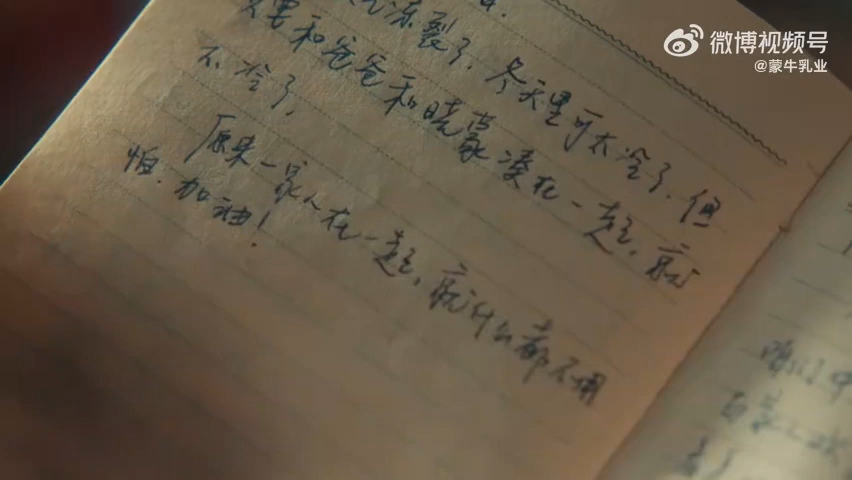 冻裂了，冬天里可太冷了，但
要和爸爸和晓蒙凑在一起，就
不冷了，
原来一家人在一起，就什么都不用
怕，加油！
微博视频号
@蒙牛乳业